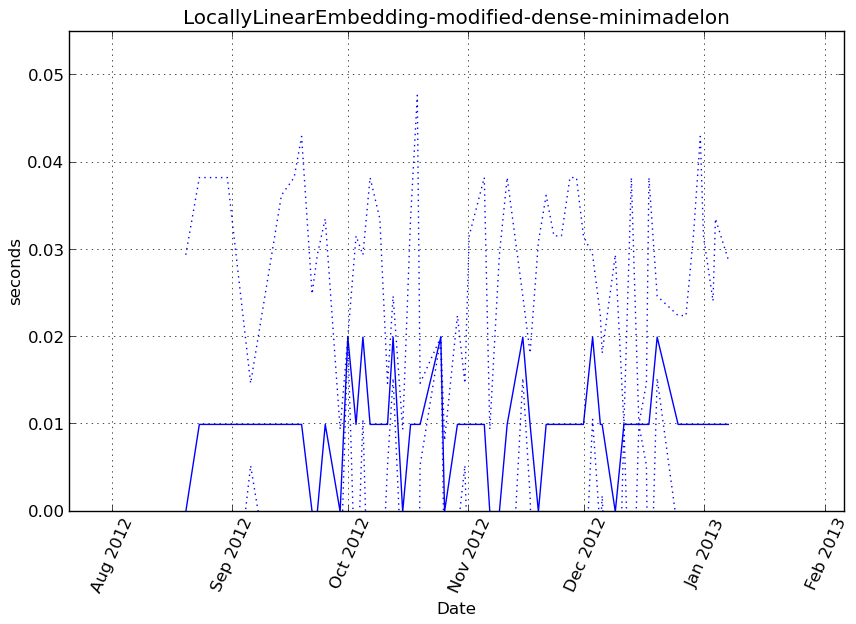 LocallyLinearEmbedding-modified-dense-minimadelon
0.05
0.04
0.03
0.02
0.01
0.00
seconds
Aug 2012
Sep 2012
Oct 2012
Nov 2012
Dec 2012
Jan 2013
Feb 2013
Date